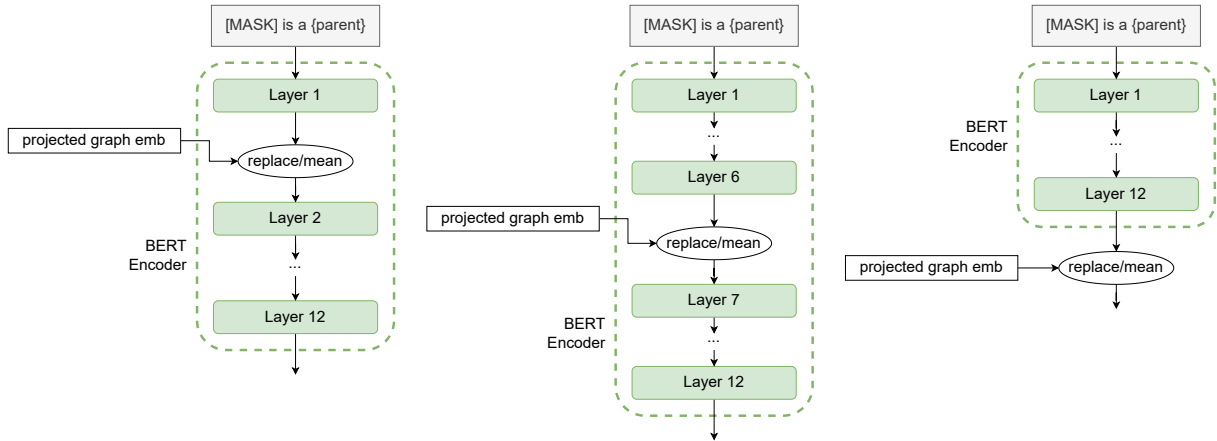 [MASK] is a {parent}
Layer 1
projected graph emb
replace/mean
Layer 2
BERT
Encoder
...
Layer 12
[MASK] is a {parent}
Layer 1
...
Layer 6
projected graph emb
replace/mean
Layer 7
BERT
Encoder
...
Layer 12
[MASK] is a {parent}
Layer 1
BERT
Encoder
...
Layer 12
projected graph emb
replace/mean